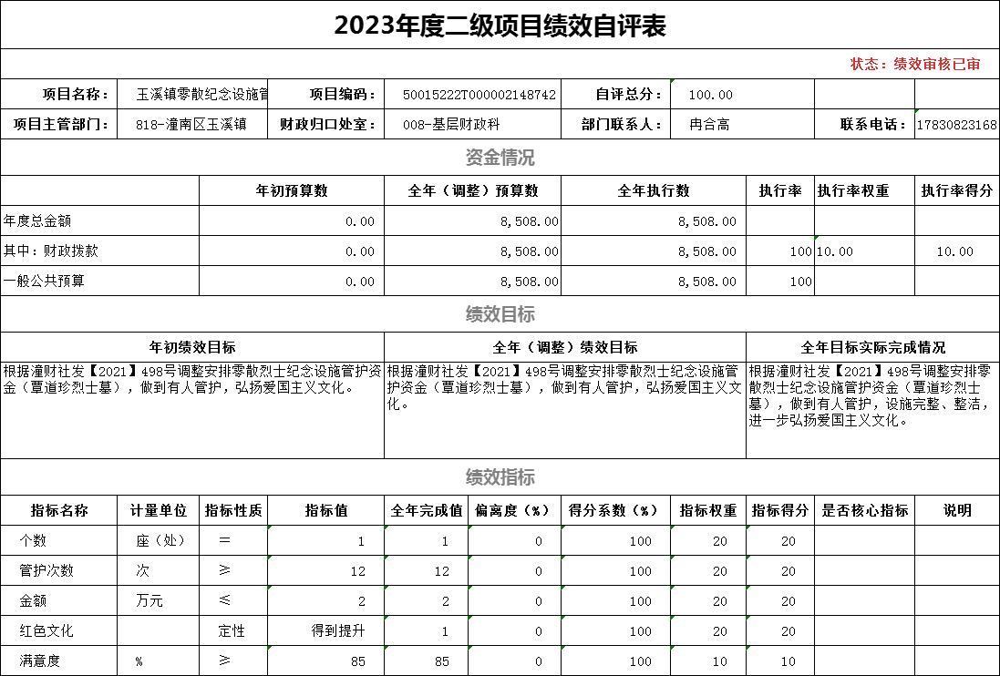 2023年度二级项目绩效自评表
状态：绩效审核已审
项目名称： 玉溪镇零散纪念设施管 项目编码： 50015222T000002148742 自评总分： 100.00
项目主管部门： 818-潼南区玉溪镇 财政归口处室： 008-基层财政科 部门联系人： 冉合高 联系电话： 17830823168
资金情况
年初预算数 全年（调整）预算数 全年执行数 执行率 执行率权重 执行率得分
年度总金额 0.00 8,508.00 8,508.00
其中：财政拨款 0.00 8,508.00 8,508.00 100 10.00 10.00
一般公共预算 0.00 8,508.00 8,508.00 100
绩效目标
年初绩效目标 全年（调整）绩效目标 全年目标实际完成情况
根据潼财社发【2021】498号调整安排零散烈士纪念设施管护资
金（覃道珍烈士墓），做到有人管护，弘扬爱国主义文化。
根据潼财社发【2021】498号调整安排零散烈士纪念设施管
护资金（覃道珍烈士墓），做到有人管护，弘扬爱国主义文
化。
根据潼财社发【2021】498号调整安排零
散烈士纪念设施管护资金（覃道珍烈士
墓），做到有人管护，设施完整、整洁，
进一步弘扬爱国主义文化。
绩效指标
指标名称 计量单位 指标性质 指标值 全年完成值 偏离度（%） 得分系数（%） 指标权重 指标得分 是否核心指标 说明
个数 座（处） ＝ 1 1 0 100 20 20
管护次数 次 ≥ 12 12 0 100 20 20
金额 万元 ≤ 2 2 0 100 20 20
红色文化 定性 得到提升 1 0 100 20 20
满意度 % ≥ 85 85 0 100 10 10